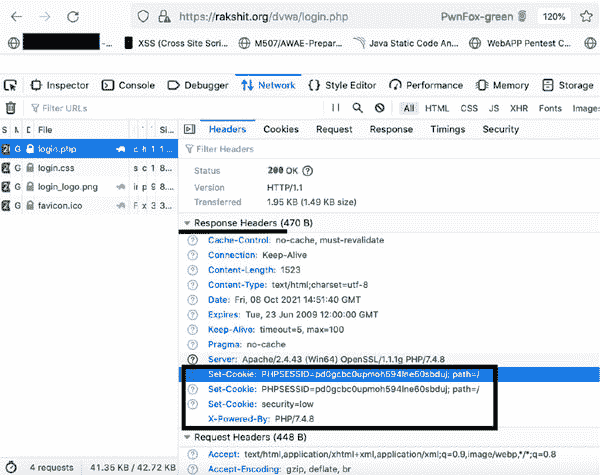 https://rakshit.org/dvwa/login.php PwnFox-green 120%
XSS (Cross Site Scri... M507/AWAE-Prepar... Java Static Code An... WebAPP Pentest C...
Inspector Console Debugger Network Style Editor Performance Memory Storage
Filter URLs All HTML CSS JS XHR Fonts Images
S M D File T Si... Headers Cookies Request Response Timings Security
login.php
Filter Headers
login.css
Status 200 OK
login_logo.png
Version HTTP/1.1
favicon.ico
Transferred 1.95 KB (1.49 KB size)
Response Headers (470 B)
Cache-Control: no-cache, must-revalidate
Connection: Keep-Alive
Content-Length: 1523
Content-Type: text/html;charset=utf-8
Date: Fri, 08 Oct 2021 14:51:40 GMT
Expires: Tue, 23 Jun 2009 12:00:00 GMT
Keep-Alive: timeout=5, max=100
Pragma: no-cache
Server: Apache/2.4.43 (Win64) OpenSSL/1.1.1g PHP/7.4.8
Set-Cookie: PHPSESSID=pd0gcbc0upmoh594lne60sbduj; path=/
Set-Cookie: PHPSESSID=pd0gcbc0upmoh594lne60sbduj; path=/
Set-Cookie: security=low
X-Powered-By: PHP/7.4.8
Request Headers (448 B)
Accept: text/html,application/xhtml+xml,application/xml;q=0.9,image/webp,*/*;q=0.8
Accept-Encoding: gzip, deflate, br
4 requests 41.35 KB / 42.72 KB